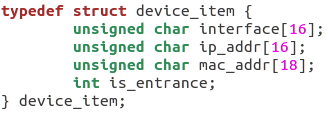 typedef struct device_item {
        unsigned char interface[16];
        unsigned char ip_addr[16];
        unsigned char mac_addr[18];
        int is_entrance;
} device_item;